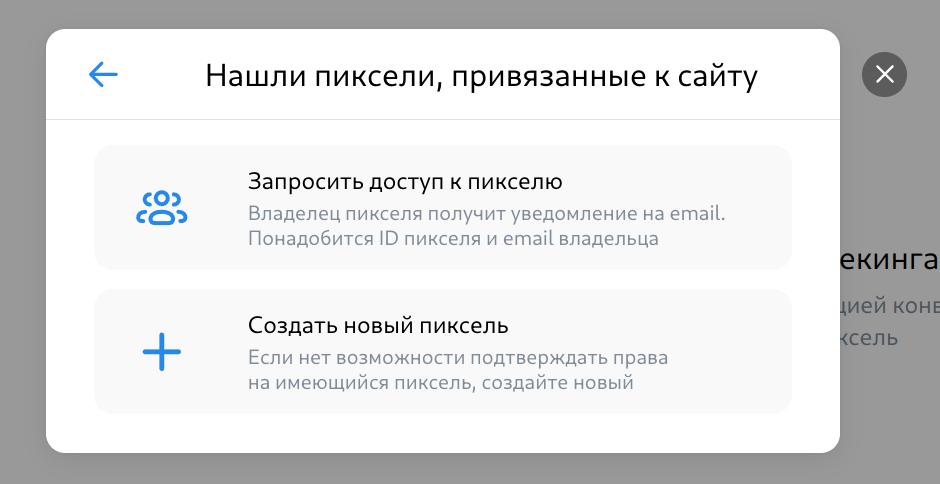 Нашли пиксели, привязанные к сайту
Запросить доступ к пикселю
Владелец пикселя получит уведомление на email.
Понадобится ID пикселя и email владельца
Создать новый пиксель
Если нет возможности подтверждать права
на имеющийся пиксель, создайте новый